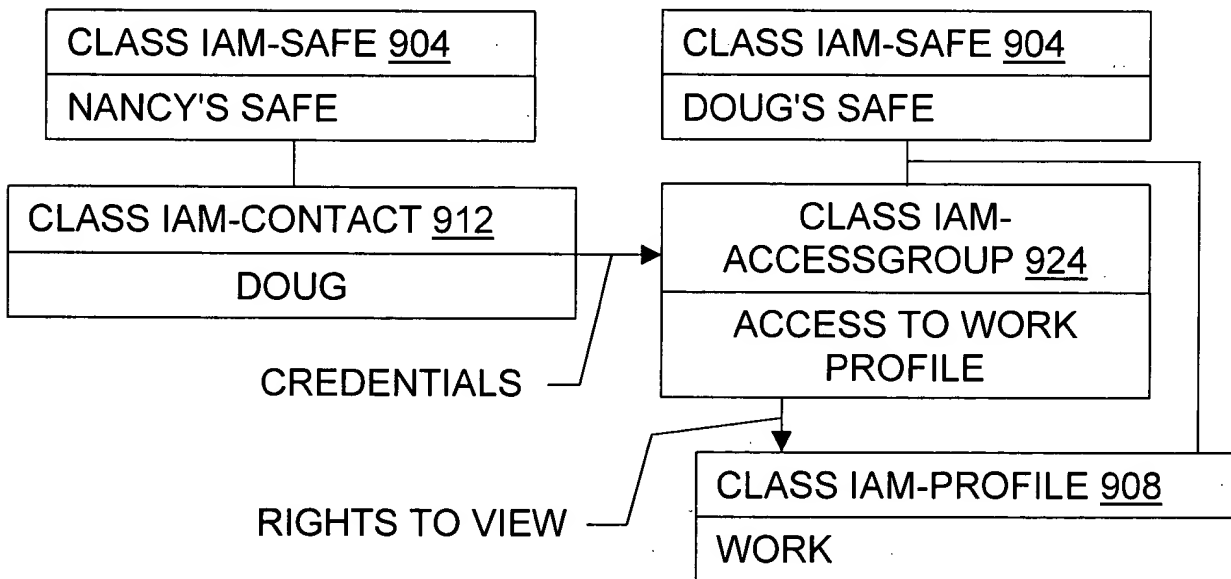 CLASS IAM-SAFE 904
NANCY'S SAFE
CLASS IAM-SAFE 904
DOUG'S SAFE
CLASS IAM-CONTACT 912
DOUG
CLASS IAM-
ACCESSGROUP 924
ACCESS TO WORK
PROFILE
CREDENTIALS
RIGHTS TO VIEW
CLASS IAM-PROFILE 908
WORK